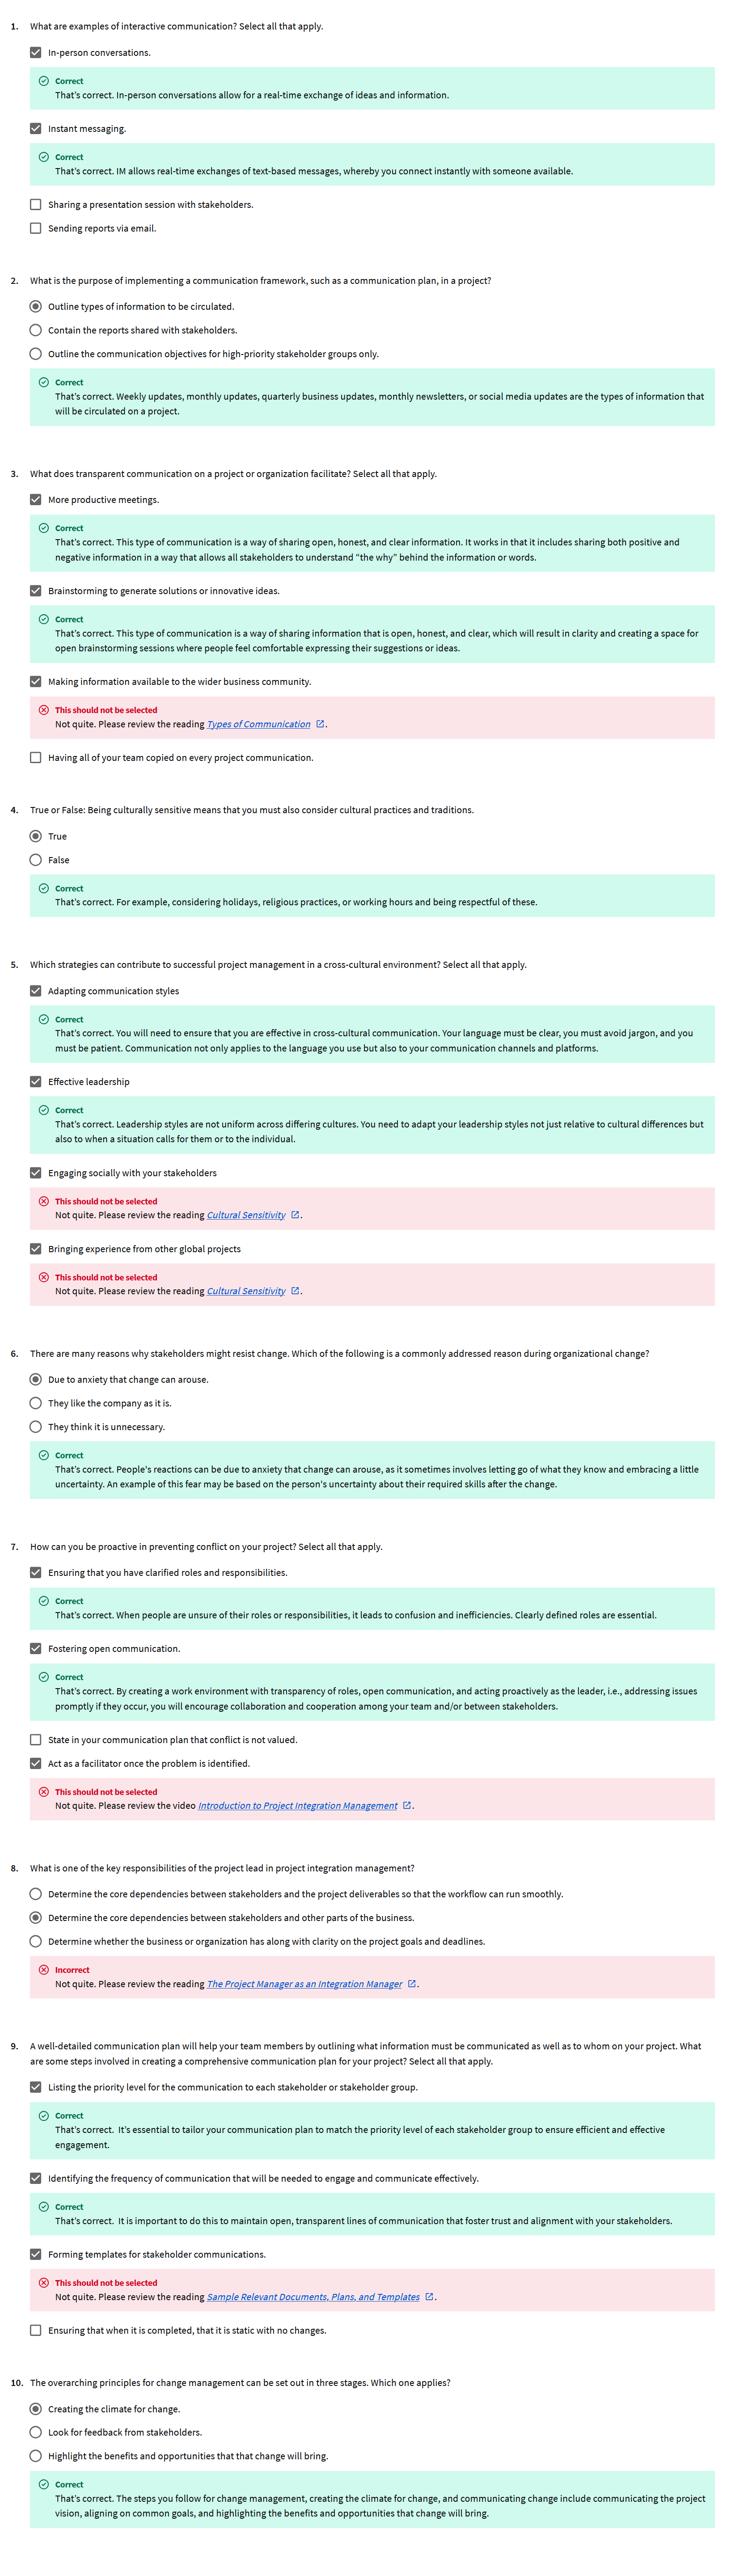 1. What are examples of interactive communication? Select all that apply.
In-person conversations.
Correct
That's correct. In-person conversations allow for a real-time exchange of ideas and information.
Instant messaging.
Correct
That's correct. IM allows real-time exchanges of text-based messages, whereby you connect instantly with someone available.
Sharing a presentation session with stakeholders.
Sending reports via email.
2. What is the purpose of implementing a communication framework, such as a communication plan, in a project?
Outline types of information to be circulated.
Contain the reports shared with stakeholders.
Outline the communication objectives for high-priority stakeholder groups only.
Correct
That's correct. Weekly updates, monthly updates, quarterly business updates, monthly newsletters, or social media updates are the types of information that
will be circulated on a project.
3. What does transparent communication on a project or organization facilitate? Select all that apply.
More productive meetings.
Correct
That's correct. This type of communication is a way of sharing open, honest, and clear information. It works in that it includes sharing both positive and
negative information in a way that allows all stakeholders to understand “the why” behind the information or words.
Brainstorming to generate solutions or innovative ideas.
Correct
That's correct. This type of communication is a way of sharing information that is open, honest, and clear, which will result in clarity and creating a space for
open brainstorming sessions where people feel comfortable expressing their suggestions or ideas.
Making information available to the wider business community.
This should not be selected
Not quite. Please review the reading Types of Communication.
Having all of your team copied on every project communication.
4. True or False: Being culturally sensitive means that you must also consider cultural practices and traditions.
True
False
Correct
That's correct. For example, considering holidays, religious practices, or working hours and being respectful of these.
5. Which strategies can contribute to successful project management in a cross-cultural environment? Select all that apply.
Adapting communication styles
Correct
That's correct. You will need to ensure that you are effective in cross-cultural communication. Your language must be clear, you must avoid jargon, and you
must be patient. Communication not only applies to the language you use but also to your communication channels and platforms.
Effective leadership
Correct
That's correct. Leadership styles are not uniform across differing cultures. You need to adapt your leadership styles not just relative to cultural differences but
also to when a situation calls for them or to the individual.
Engaging socially with your stakeholders
This should not be selected
Not quite. Please review the reading Cultural Sensitivity.
Bringing experience from other global projects
This should not be selected
Not quite. Please review the reading Cultural Sensitivity.
6. There are many reasons why stakeholders might resist change. Which of the following is a commonly addressed reason during organizational change?
Due to anxiety that change can arouse.
They like the company as it is.
They think it is unnecessary.
Correct
That's correct. People's reactions can be due to anxiety that change can arouse, as it sometimes involves letting go of what they know and embracing a little
uncertainty. An example of this fear may be based on the person's uncertainty about their required skills after the change.
7. How can you be proactive in preventing conflict on your project? Select all that apply.
Ensuring that you have clarified roles and responsibilities.
Correct
That's correct. When people are unsure of their roles or responsibilities, it leads to confusion and inefficiencies. Clearly defined roles are essential.
Fostering open communication.
Correct
That's correct. By creating a work environment with transparency of roles, open communication, and acting proactively as the leader, i.e., addressing issues
promptly if they occur, you will encourage collaboration and cooperation among your team and/or between stakeholders.
State in your communication plan that conflict is not valued.
Act as a facilitator once the problem is identified.
This should not be selected
Not quite. Please review the video Introduction to Project Integration Management.
8. What is one of the key responsibilities of the project lead in project integration management?
Determine the core dependencies between stakeholders and the project deliverables so that the workflow can run smoothly.
Determine the core dependencies between stakeholders and other parts of the business.
Determine whether the business or organization has along with clarity on the project goals and deadlines.
Incorrect
Not quite. Please review the reading The Project Manager as an Integration Manager.
9. A well-detailed communication plan will help your team members by outlining what information must be communicated as well as to whom on your project. What
are some steps involved in creating a comprehensive communication plan for your project? Select all that apply.
Listing the priority level for the communication to each stakeholder or stakeholder group.
Correct
That's correct. It's essential to tailor your communication plan to match the priority level of each stakeholder group to ensure efficient and effective
engagement.
Identifying the frequency of communication that will be needed to engage and communicate effectively.
Correct
That's correct. It is important to do this to maintain open, transparent lines of communication that foster trust and alignment with your stakeholders.
Forming templates for stakeholder communications.
This should not be selected
Not quite. Please review the reading Sample Relevant Documents, Plans, and Templates.
Ensuring that when it is completed, that it is static with no changes.
10. The overarching principles for change management can be set out in three stages. Which one applies?
Creating the climate for change.
Look for feedback from stakeholders.
Highlight the benefits and opportunities that that change will bring.
Correct
That's correct. The steps you follow for change management, creating the climate for change, and communicating change include communicating the project
vision, aligning on common goals, and highlighting the benefits and opportunities that change will bring.